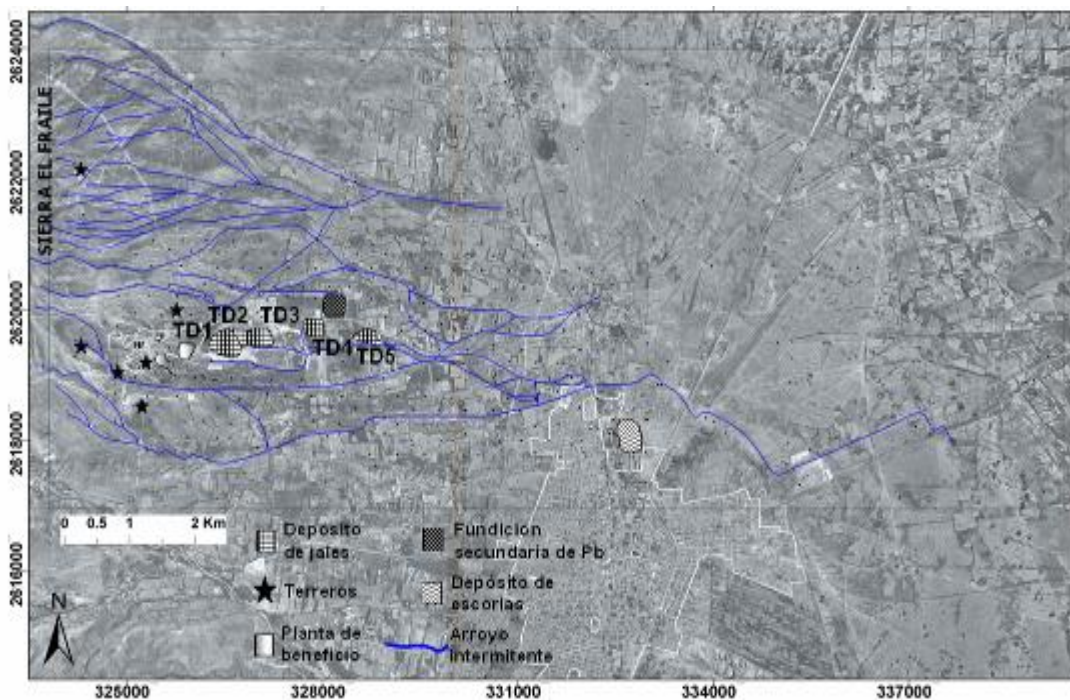 2624000
2622000
2620000
2618000
2616000
SIERRA EL FRAILE
TD1
TD2
TD3
TD4
TD5
0 0.5 1 2 Km
N
Deposito
de jales
Terreros
Planta de
beneficio
Fundicion
secundaria de Pb
Depósito de
escorias
Arroyo
intermitente
325000
328000
331000
334000
337000